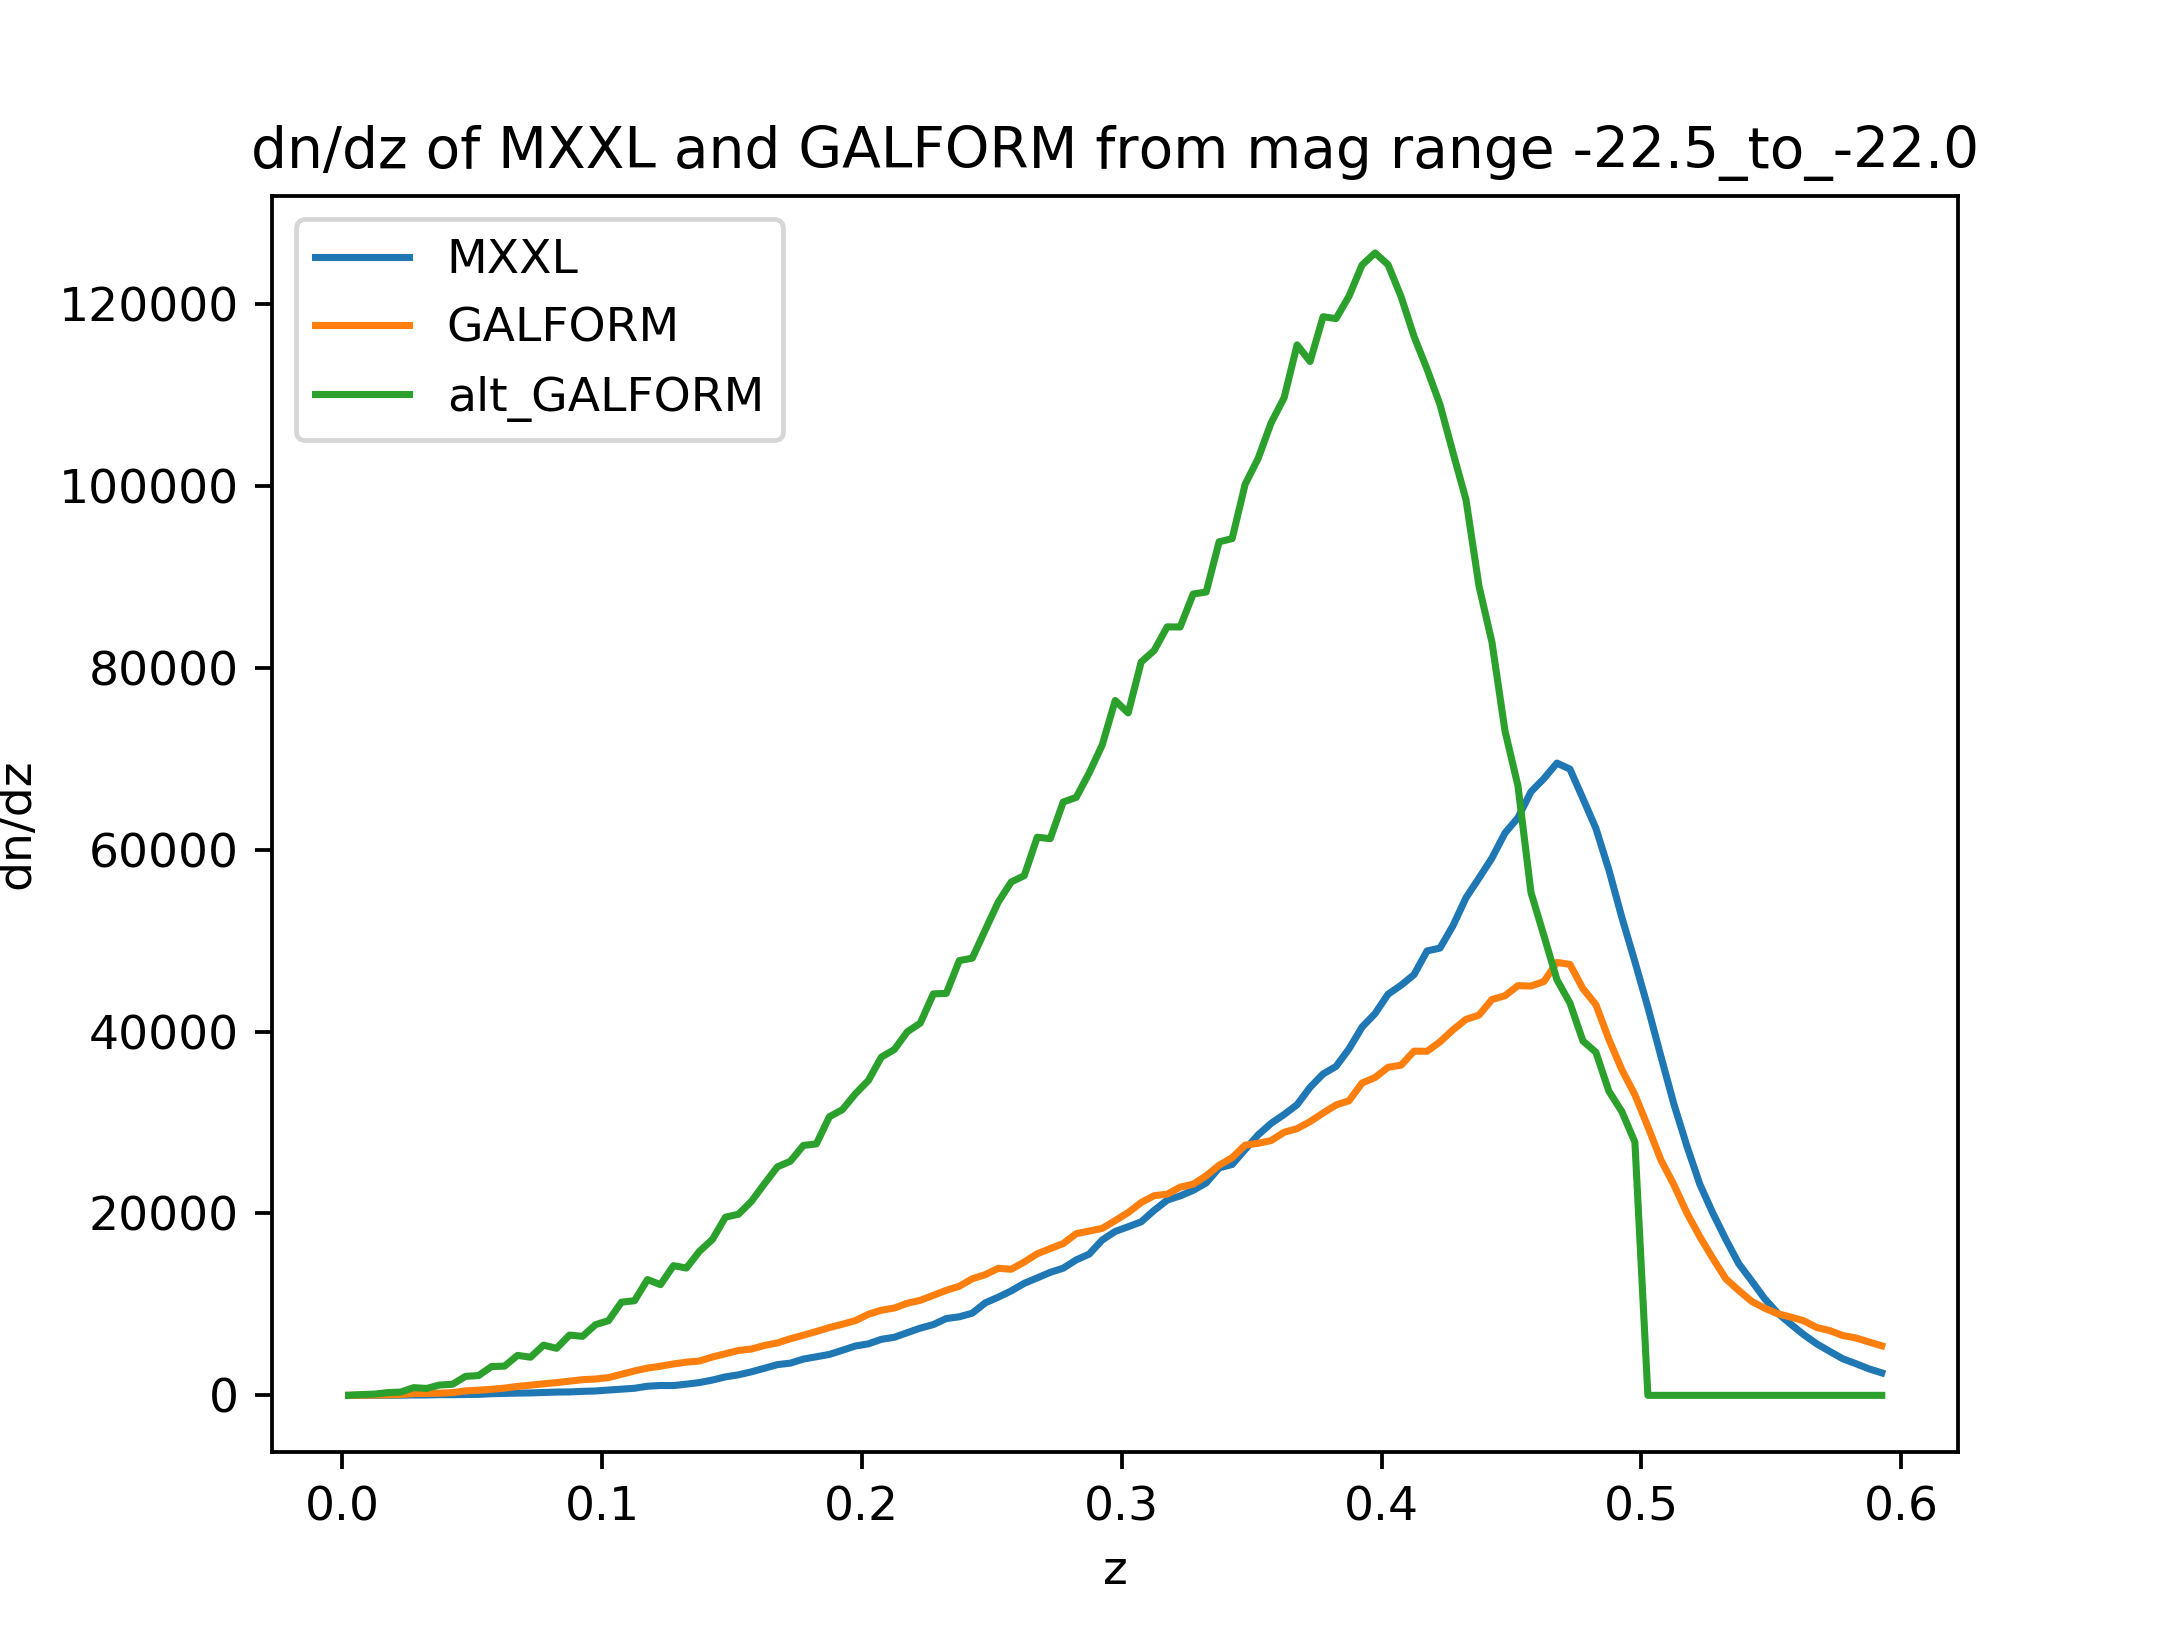 dn/dz of MXXL and GALFORM from mag range -22.5_to_-22.0
MXXL
GALFORM
alt_GALFORM
120000
100000
80000
60000
40000
20000
0
dn/dz
0.0 0.1 0.2 0.3 0.4 0.5 0.6
z